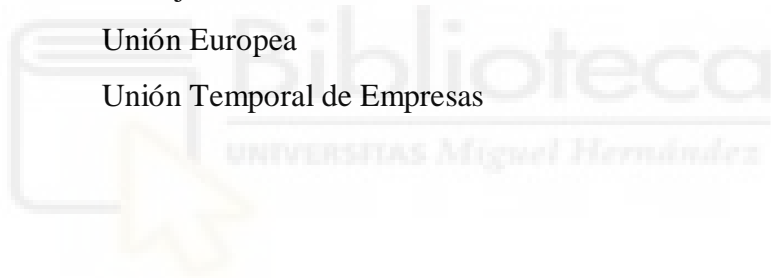 Unión Europea
Unión Temporal de Empresas
Biblioteca
UNIVERSITAS Miguel Hernández